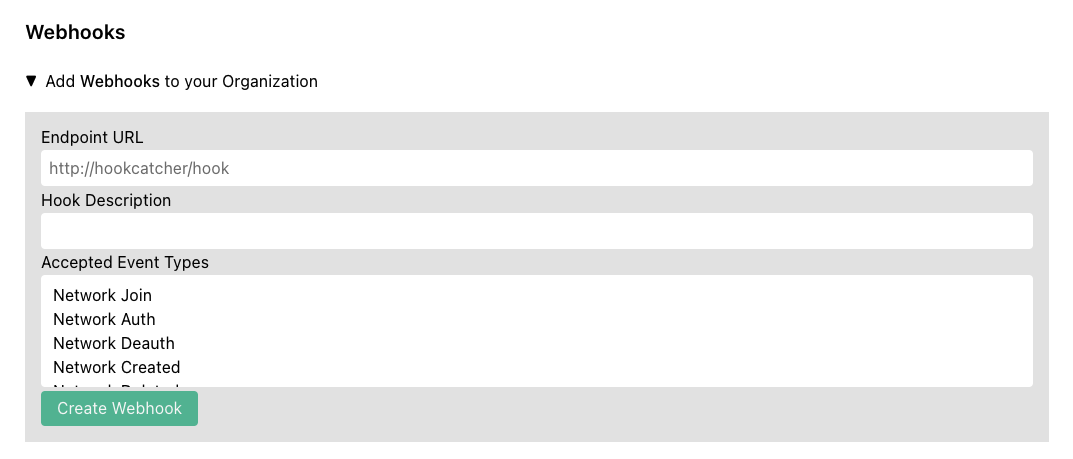 Webhooks
▼ Add Webhooks to your Organization
Endpoint URL
http://hookcatcher/hook
Hook Description
Accepted Event Types
Network Join
Network Auth
Network Deauth
Network Created
Create Webhook